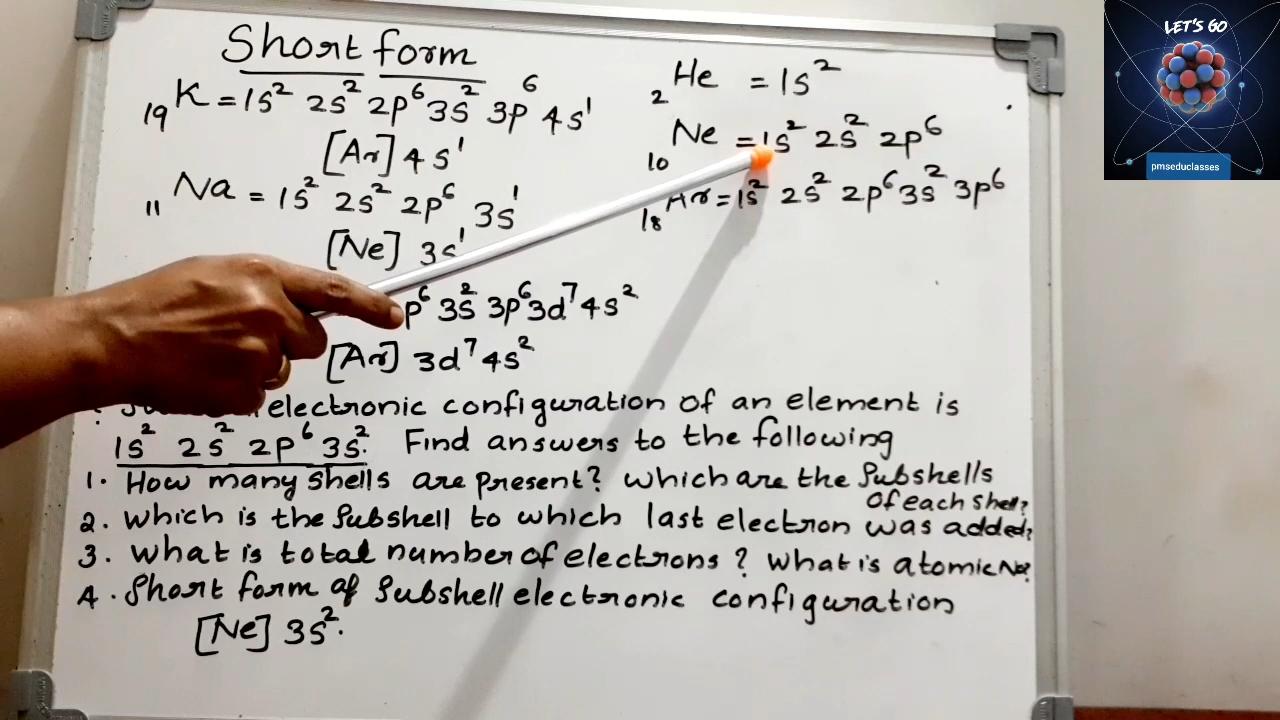 Short form
₁₉K = 1s² 2s² 2p⁶ 3s² 3p⁶ 4s¹
[Ar] 4s¹
₁₁Na = 1s² 2s² 2p⁶ 3s¹
[Ne] 3s¹
p⁶ 3s² 3p⁶ 3d⁷ 4s²
[Ar] 3d⁷ 4s²
₂He = 1s²
₁₀Ne = 1s² 2s² 2p⁶
₁₈Ar = 1s² 2s² 2p⁶ 3s² 3p⁶
electronic configuration of an element is
1s² 2s² 2p⁶ 3s². Find answers to the following
1. How many shells are present? which are the Subshells
of each shell?
2. which is the Subshell to which last electron was added?
3. what is total number of electrons? what is atomic No?
4. Short form of Subshell electronic configuration
[Ne] 3s².
LET'S GO
pmseduclasses